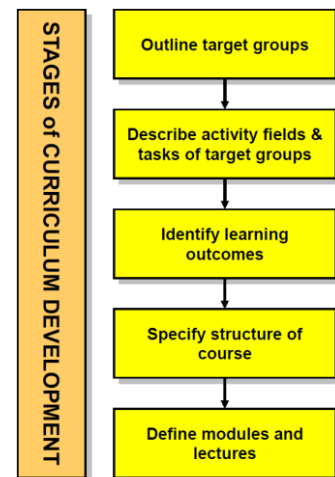 STAGES of CURRICULUM DEVELOPMENT
Outline target groups
Describe activity fields &
tasks of target groups
Identify learning
outcomes
Specify structure of
course
Define modules and
lectures